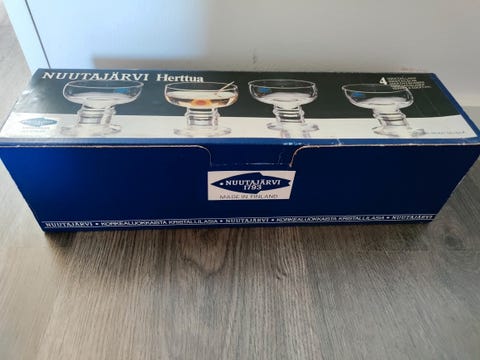 NUUTAJÄRVI Herttua
4
NUUTAJÄRVI
1793
MADE IN FINLAND
NUUTAJÄRVI • KORKEALUOKKAISTA KRISTALLILASIA • NUUTAJÄRVI • KORKEALUOKKAISTA KRISTALLILASIA • NUUTAJÄRVI